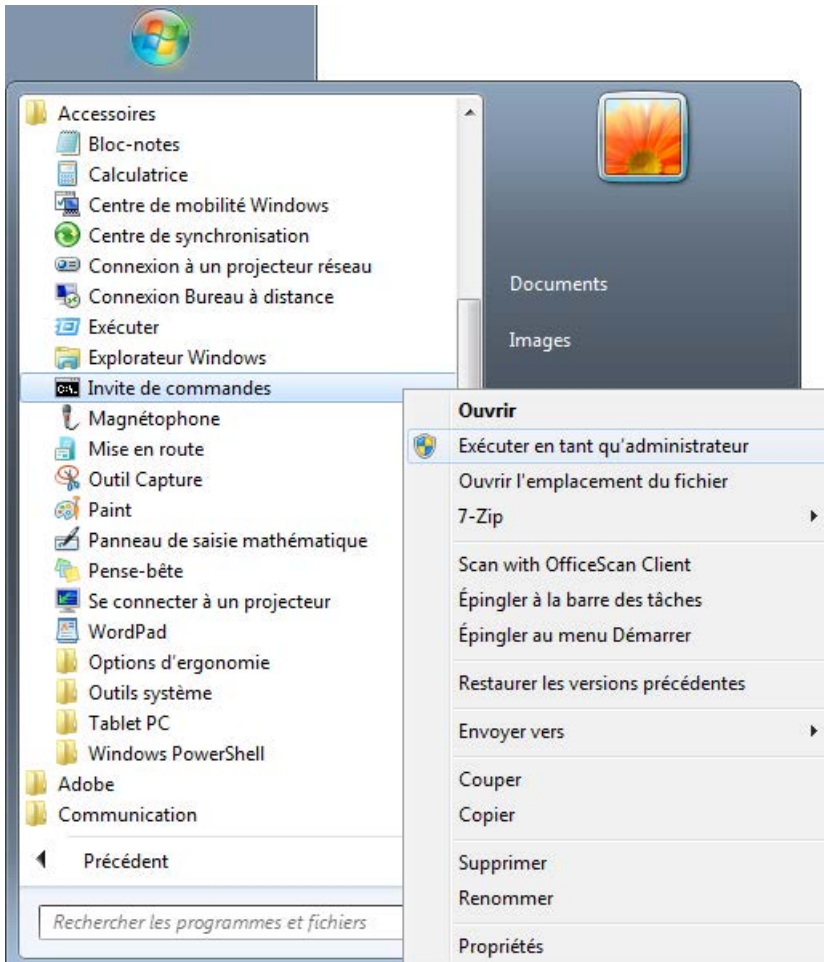 Accessoires
Bloc-notes
Calculatrice
Centre de mobilité Windows
Centre de synchronisation
Connexion à un projecteur réseau
Connexion Bureau à distance
Exécuter
Explorateur Windows
Invite de commandes
Magnétophone
Mise en route
Outil Capture
Paint
Panneau de saisie mathématique
Pense-bête
Se connecter à un projecteur
WordPad
Options d'ergonomie
Outils système
Tablet PC
Windows PowerShell
Adobe
Communication
Précédent
Rechercher les programmes et fichiers
Documents
Images
Ouvrir
Exécuter en tant qu'administrateur
Ouvrir l'emplacement du fichier
7-Zip
Scan with OfficeScan Client
Épingler à la barre des tâches
Épingler au menu Démarrer
Restaurer les versions précédentes
Envoyer vers
Couper
Copier
Supprimer
Renommer
Propriétés